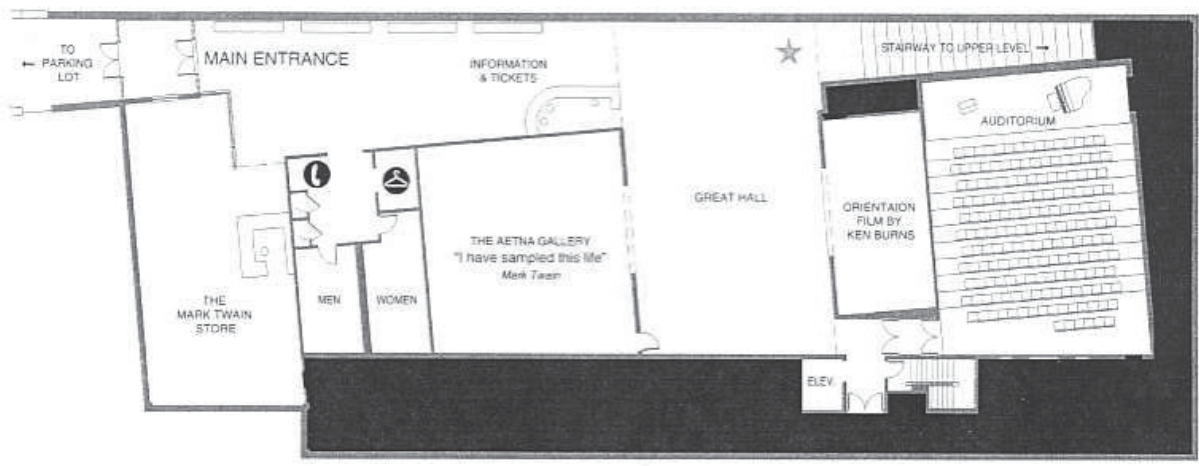 ← TO
PARKING
LOT
MAIN ENTRANCE
INFORMATION
& TICKETS
STAIRWAY TO UPPER LEVEL →
AUDITORIUM
GREAT HALL
ORIENTAION
FILM BY
KEN BURNS
THE AETNA GALLERY
"I have sampled this life"
Mark Twain
THE
MARK TWAIN
STORE
MEN
WOMEN
ELEV.